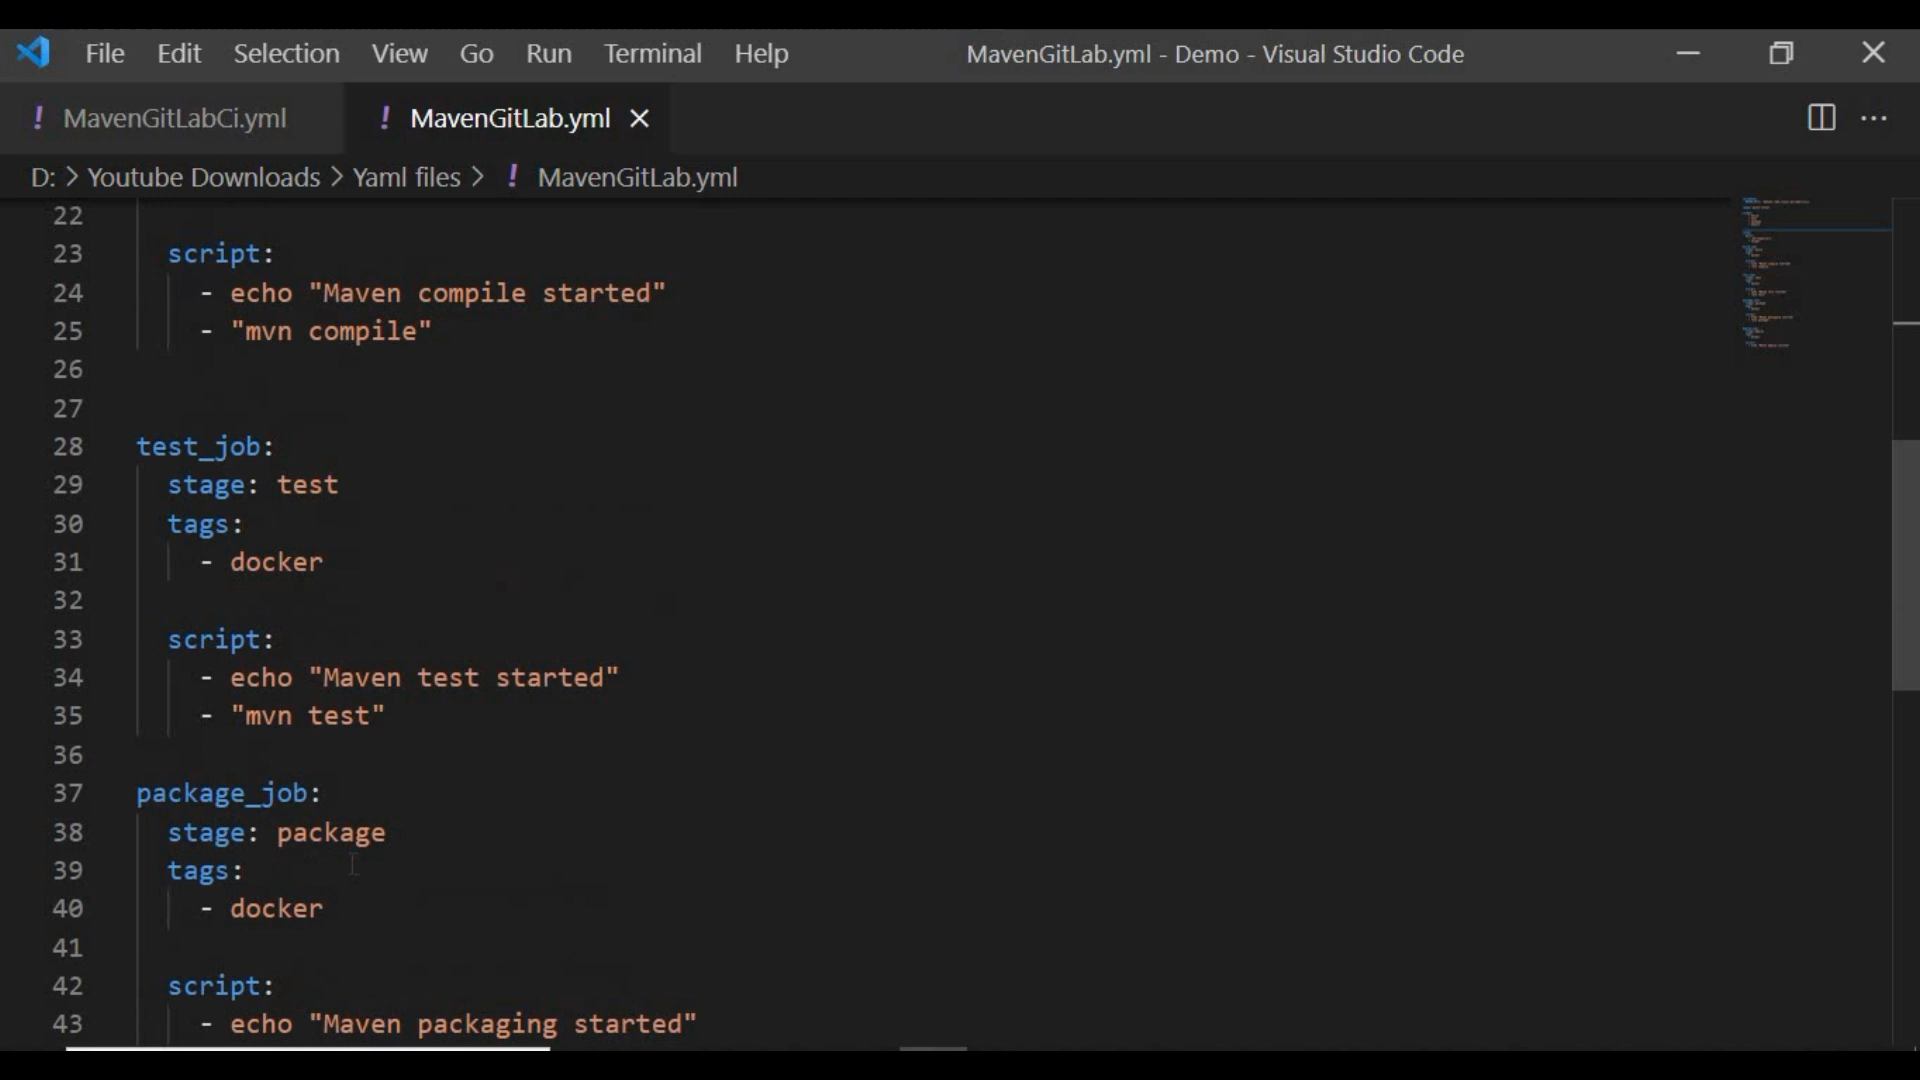 File Edit Selection View Go Run Terminal Help MavenGitLab.yml - Demo - Visual Studio Code
! MavenGitLabCi.yml ! MavenGitLab.yml
D: > Youtube Downloads > Yaml files > ! MavenGitLab.yml
22
23 script:
24 - echo "Maven compile started"
25 - "mvn compile"
26
27
28 test_job:
29 stage: test
30 tags:
31 - docker
32
33 script:
34 - echo "Maven test started"
35 - "mvn test"
36
37 package_job:
38 stage: package
39 tags:
40 - docker
41
42 script:
43 - echo "Maven packaging started"